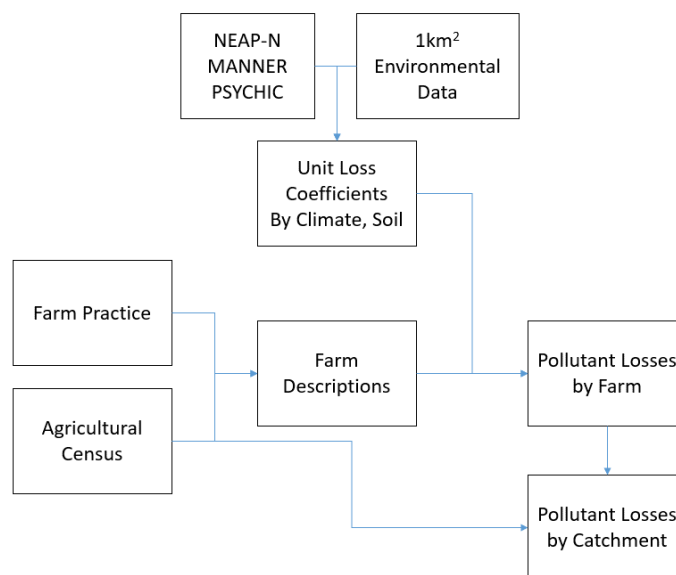 NEAP-N
MANNER
PSYCHIC
1km²
Environmental
Data
Unit Loss
Coefficients
By Climate, Soil
Farm Practice
Farm
Descriptions
Pollutant Losses
by Farm
Agricultural
Census
Pollutant Losses
by Catchment